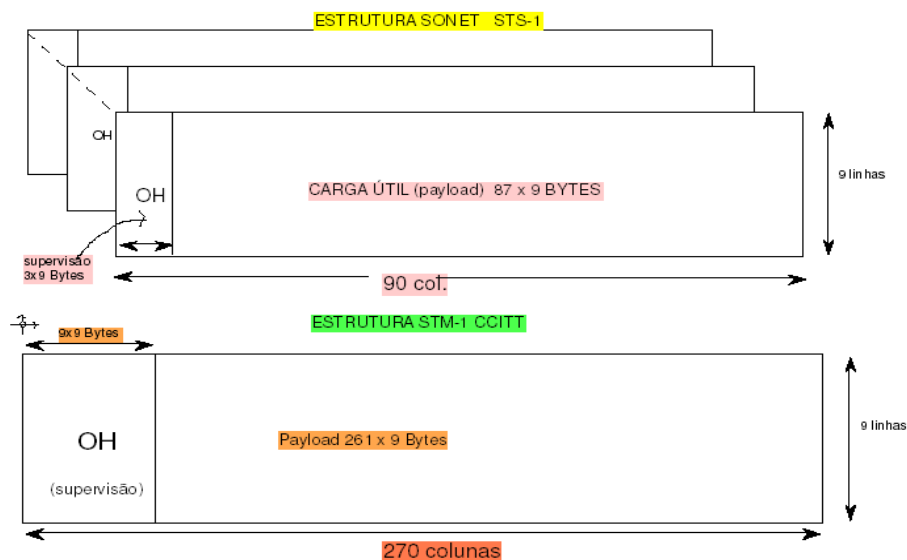 ESTRUTURA SONET STS-1
OH
OH
CARGA ÚTIL (payload) 87 x 9 BYTES
9 linhas
supervisão
3x9 Bytes
90 col.
ESTRUTURA STM-1 CCITT
9x9 Bytes
OH
(supervisão)
Payload 261 x 9 Bytes
9 linhas
270 colunas